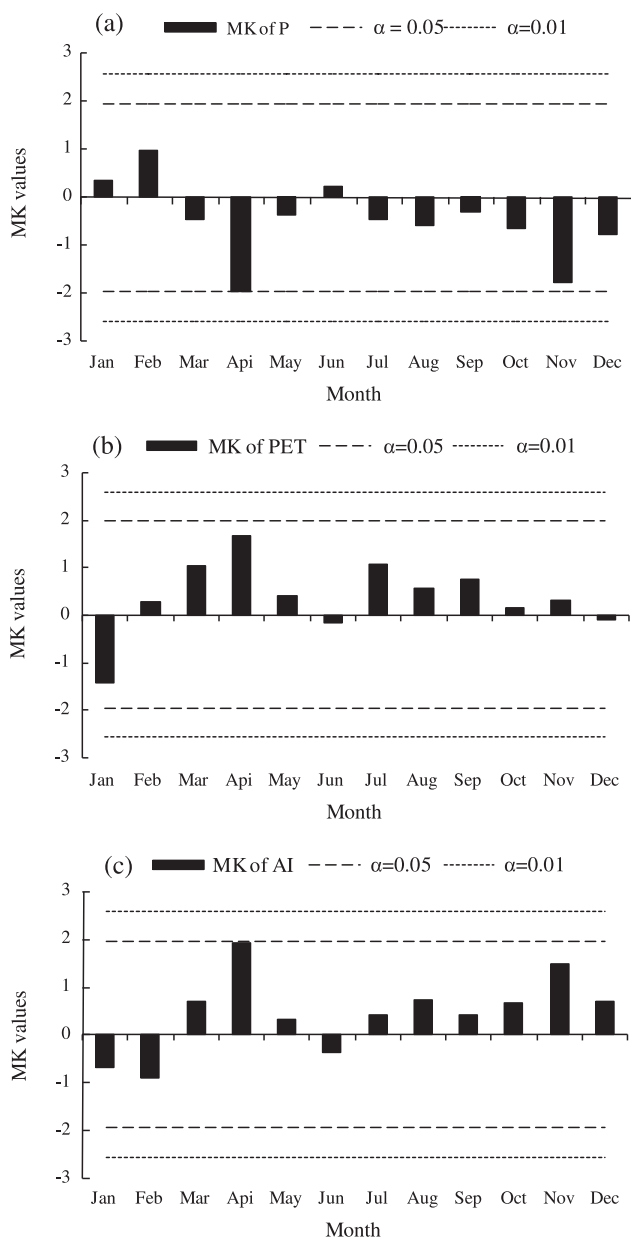 (a) MK of P α = 0.05 α=0.01
3
2
1
0
-1
-2
-3
MK values
Jan Feb Mar Api May Jun Jul Aug Sep Oct Nov Dec
Month
(b) MK of PET α=0.05 α=0.01
3
2
1
0
-1
-2
-3
MK values
Jan Feb Mar Api May Jun Jul Aug Sep Oct Nov Dec
Month
(c) MK of AI α=0.05 α=0.01
3
2
1
0
-1
-2
-3
MK values
Jan Feb Mar Api May Jun Jul Aug Sep Oct Nov Dec
Month